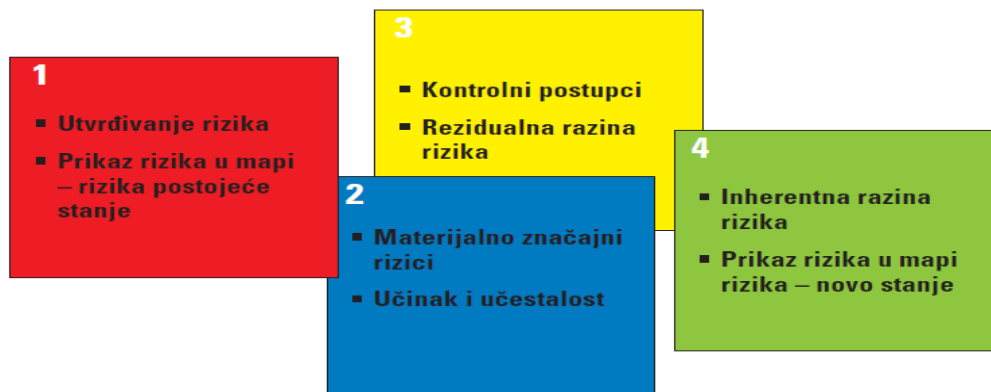 1
▪ Utvrđivanje rizika
▪ Prikaz rizika u mapi
– rizika postojeće
stanje
2
▪ Materijalno značajni
rizici
▪ Učinak i učestalost
3
▪ Kontrolni postupci
▪ Rezidualna razina
rizika
4
▪ Inherentna razina
rizika
▪ Prikaz rizika u mapi
rizika – novo stanje